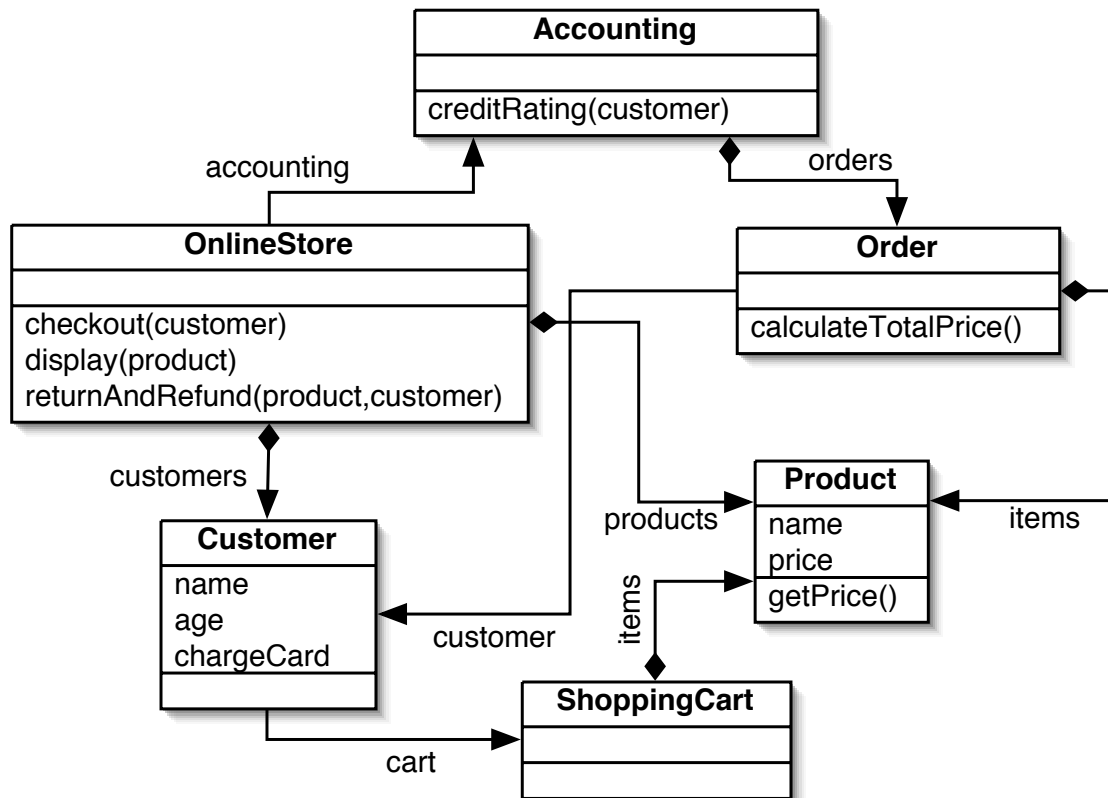 Accounting
creditRating(customer)
accounting
orders
OnlineStore
checkout(customer)
display(product)
returnAndRefund(product,customer)
Order
calculateTotalPrice()
customers
products
Product
name
price
getPrice()
items
Customer
name
age
chargeCard
customer
items
ShoppingCart
cart